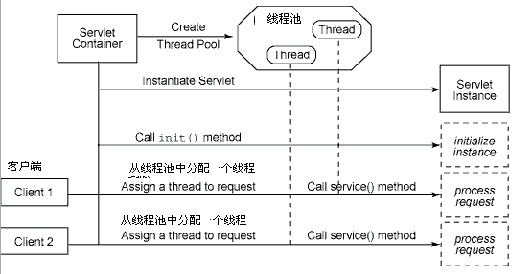 Servlet
Container
Create
Thread Pool
线程池
Thread
Thread
Instantiate Servlet
Servlet
Instance
Call init() method
initialize
instance
客户端
从线程池中分配 一个线程
Client 1
Assign a thread to request
Call service() method
process
request
从线程池中分配 一个线程
Client 2
Assign a thread to request
Call service() method
process
request